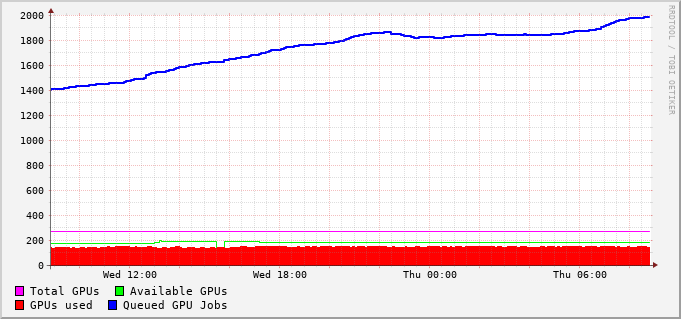 2000
1800
1600
1400
1200
1000
800
600
400
200
0
Wed 12:00 Wed 18:00 Thu 00:00 Thu 06:00
Total GPUs Available GPUs
GPUs used Queued GPU Jobs
RRDTOOL / TOBI OETIKER